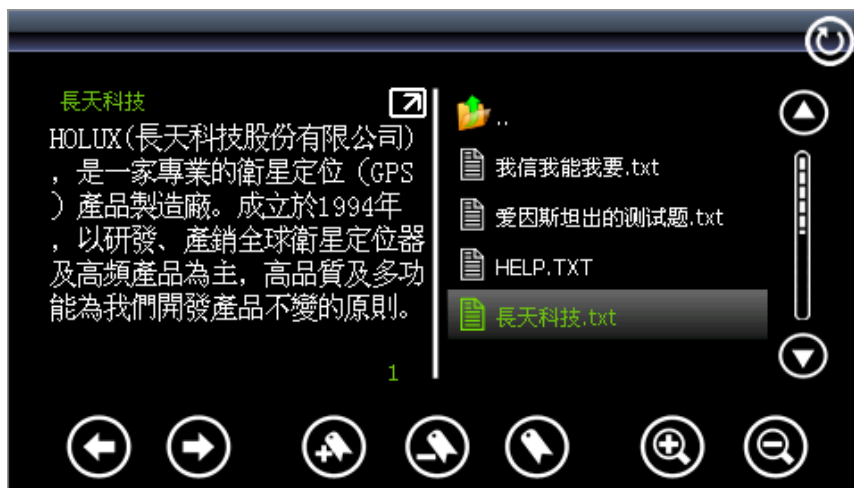 長天科技
HOLUX(長天科技股份有限公司)
，是一家專業的衛星定位（GPS
）產品製造廠。成立於1994年
，以研發、產銷全球衛星定位器
及高頻產品為主，高品質及多功
能為我們開發產品不變的原則。
1
..
我信我能我要.txt
爱因斯坦出的测试题.txt
HELP.TXT
長天科技.txt